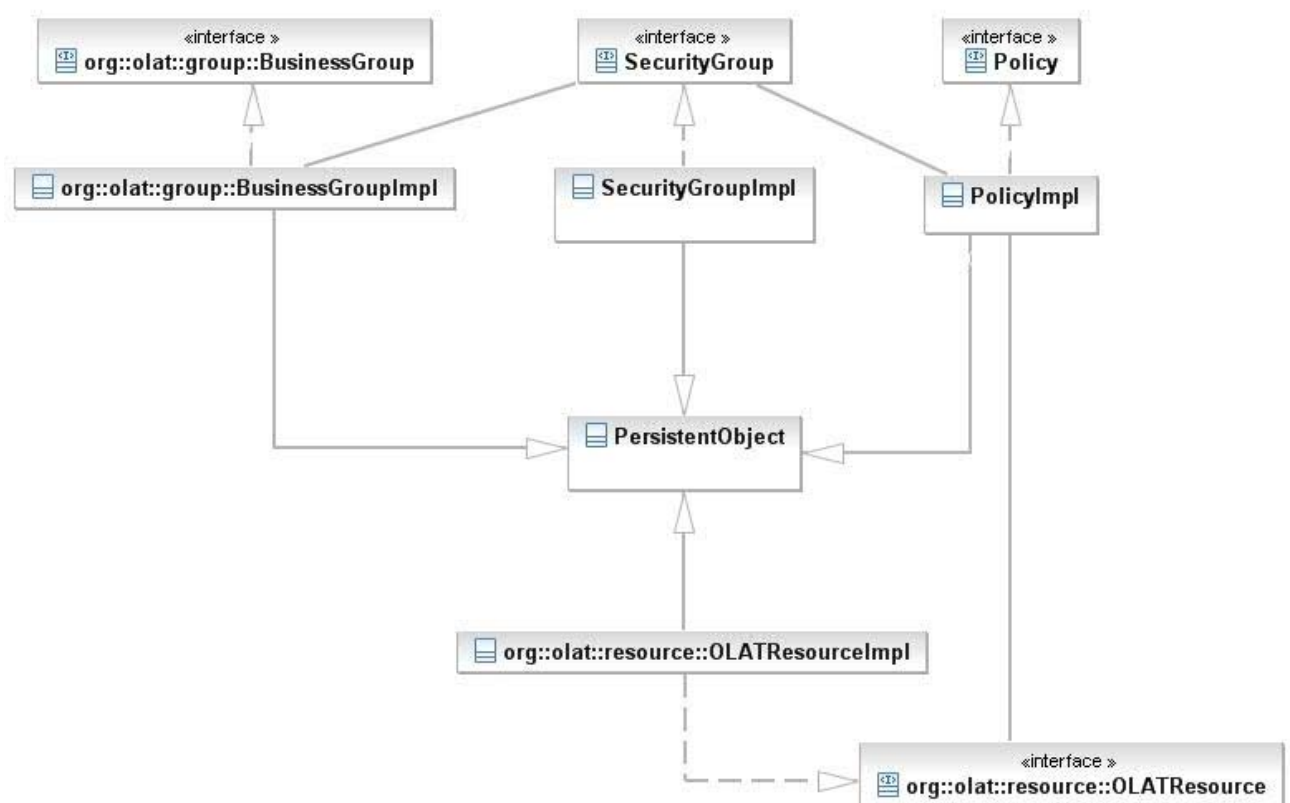 «interface »
org::olat::group::BusinessGroup
«interface »
SecurityGroup
«interface »
Policy
org::olat::group::BusinessGroupImpl
SecurityGroupImpl
PolicyImpl
PersistentObject
org::olat::resource::OLATResourceImpl
«interface »
org::olat::resource::OLATResource